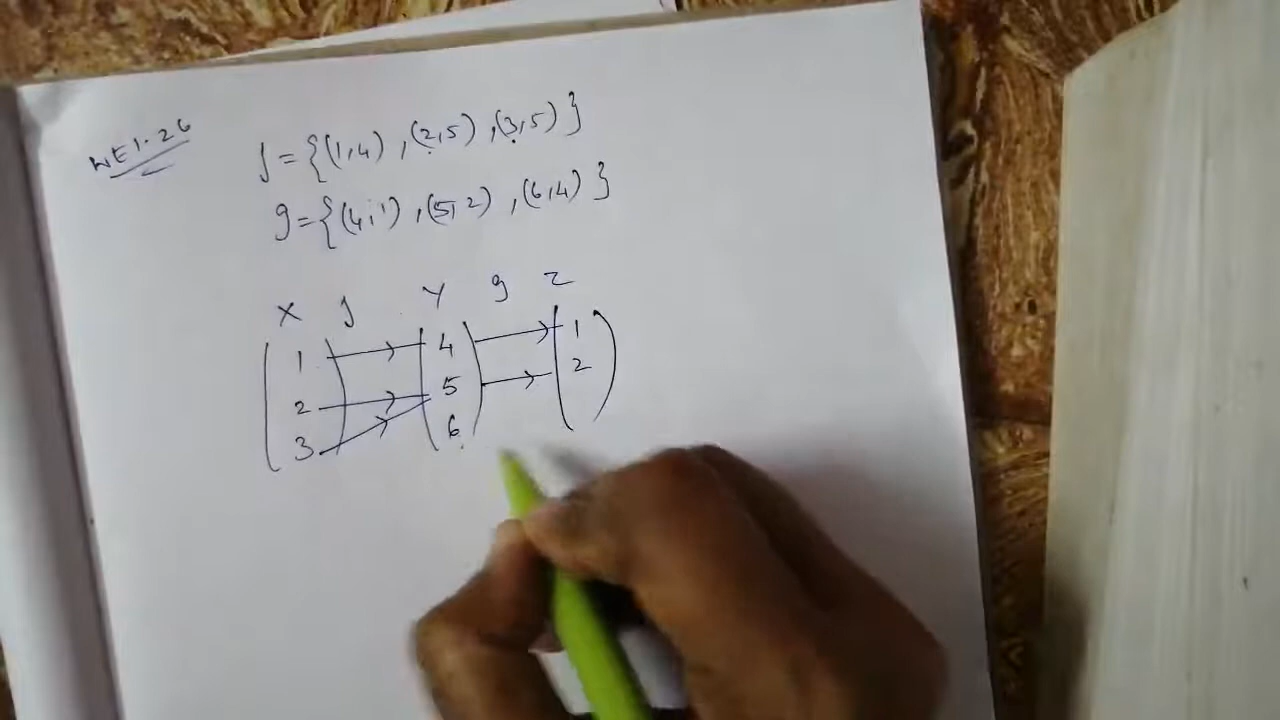 WE 1.26
f = {(1,4) , (2,5) , (3,5) }
g = {(4,1) , (5,2) , (6,4) }
X f Y g Z
1 4 1
2 5 2
3 6